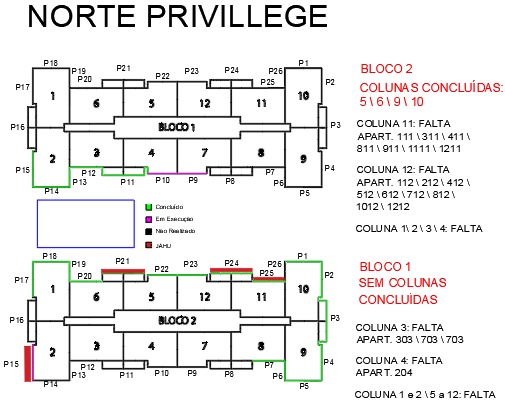 NORTE PRIVILLEGE
P18
P19
P20
P21
P22
P23
P24
P25
P26
P1
P17
P2
1
6
5
12
11
10
P16
BLOCO 1
P3
2
3
4
7
8
9
P15
P4
P14
P13
P12
P11
P10
P9
P8
P7
P6
P5
Concluído
Em Execução
Não Realizado
JAHU
P18
P19
P20
P21
P22
P23
P24
P25
P26
P1
P17
P2
1
6
5
12
11
10
P16
BLOCO 2
P3
2
3
4
7
8
9
P15
P4
P14
P13
P12
P11
P10
P9
P8
P7
P6
P5
BLOCO 2
COLUNAS CONCLUÍDAS:
5 \ 6 \ 9 \ 10
COLUNA 11: FALTA
APART. 111 \ 311 \ 411 \
811 \ 911 \ 1111 \ 1211
COLUNA 12: FALTA
APART. 112 \ 212 \ 412 \
512 \ 612 \ 712 \ 812 \
1012 \ 1212
COLUNA 1\ 2 \ 3 \ 4: FALTA
BLOCO 1
SEM COLUNAS
CONCLUÍDAS
COLUNA 3: FALTA
APART. 303 \ 703 \ 703
COLUNA 4: FALTA
APART. 204
COLUNA 1 e 2 \ 5 a 12: FALTA